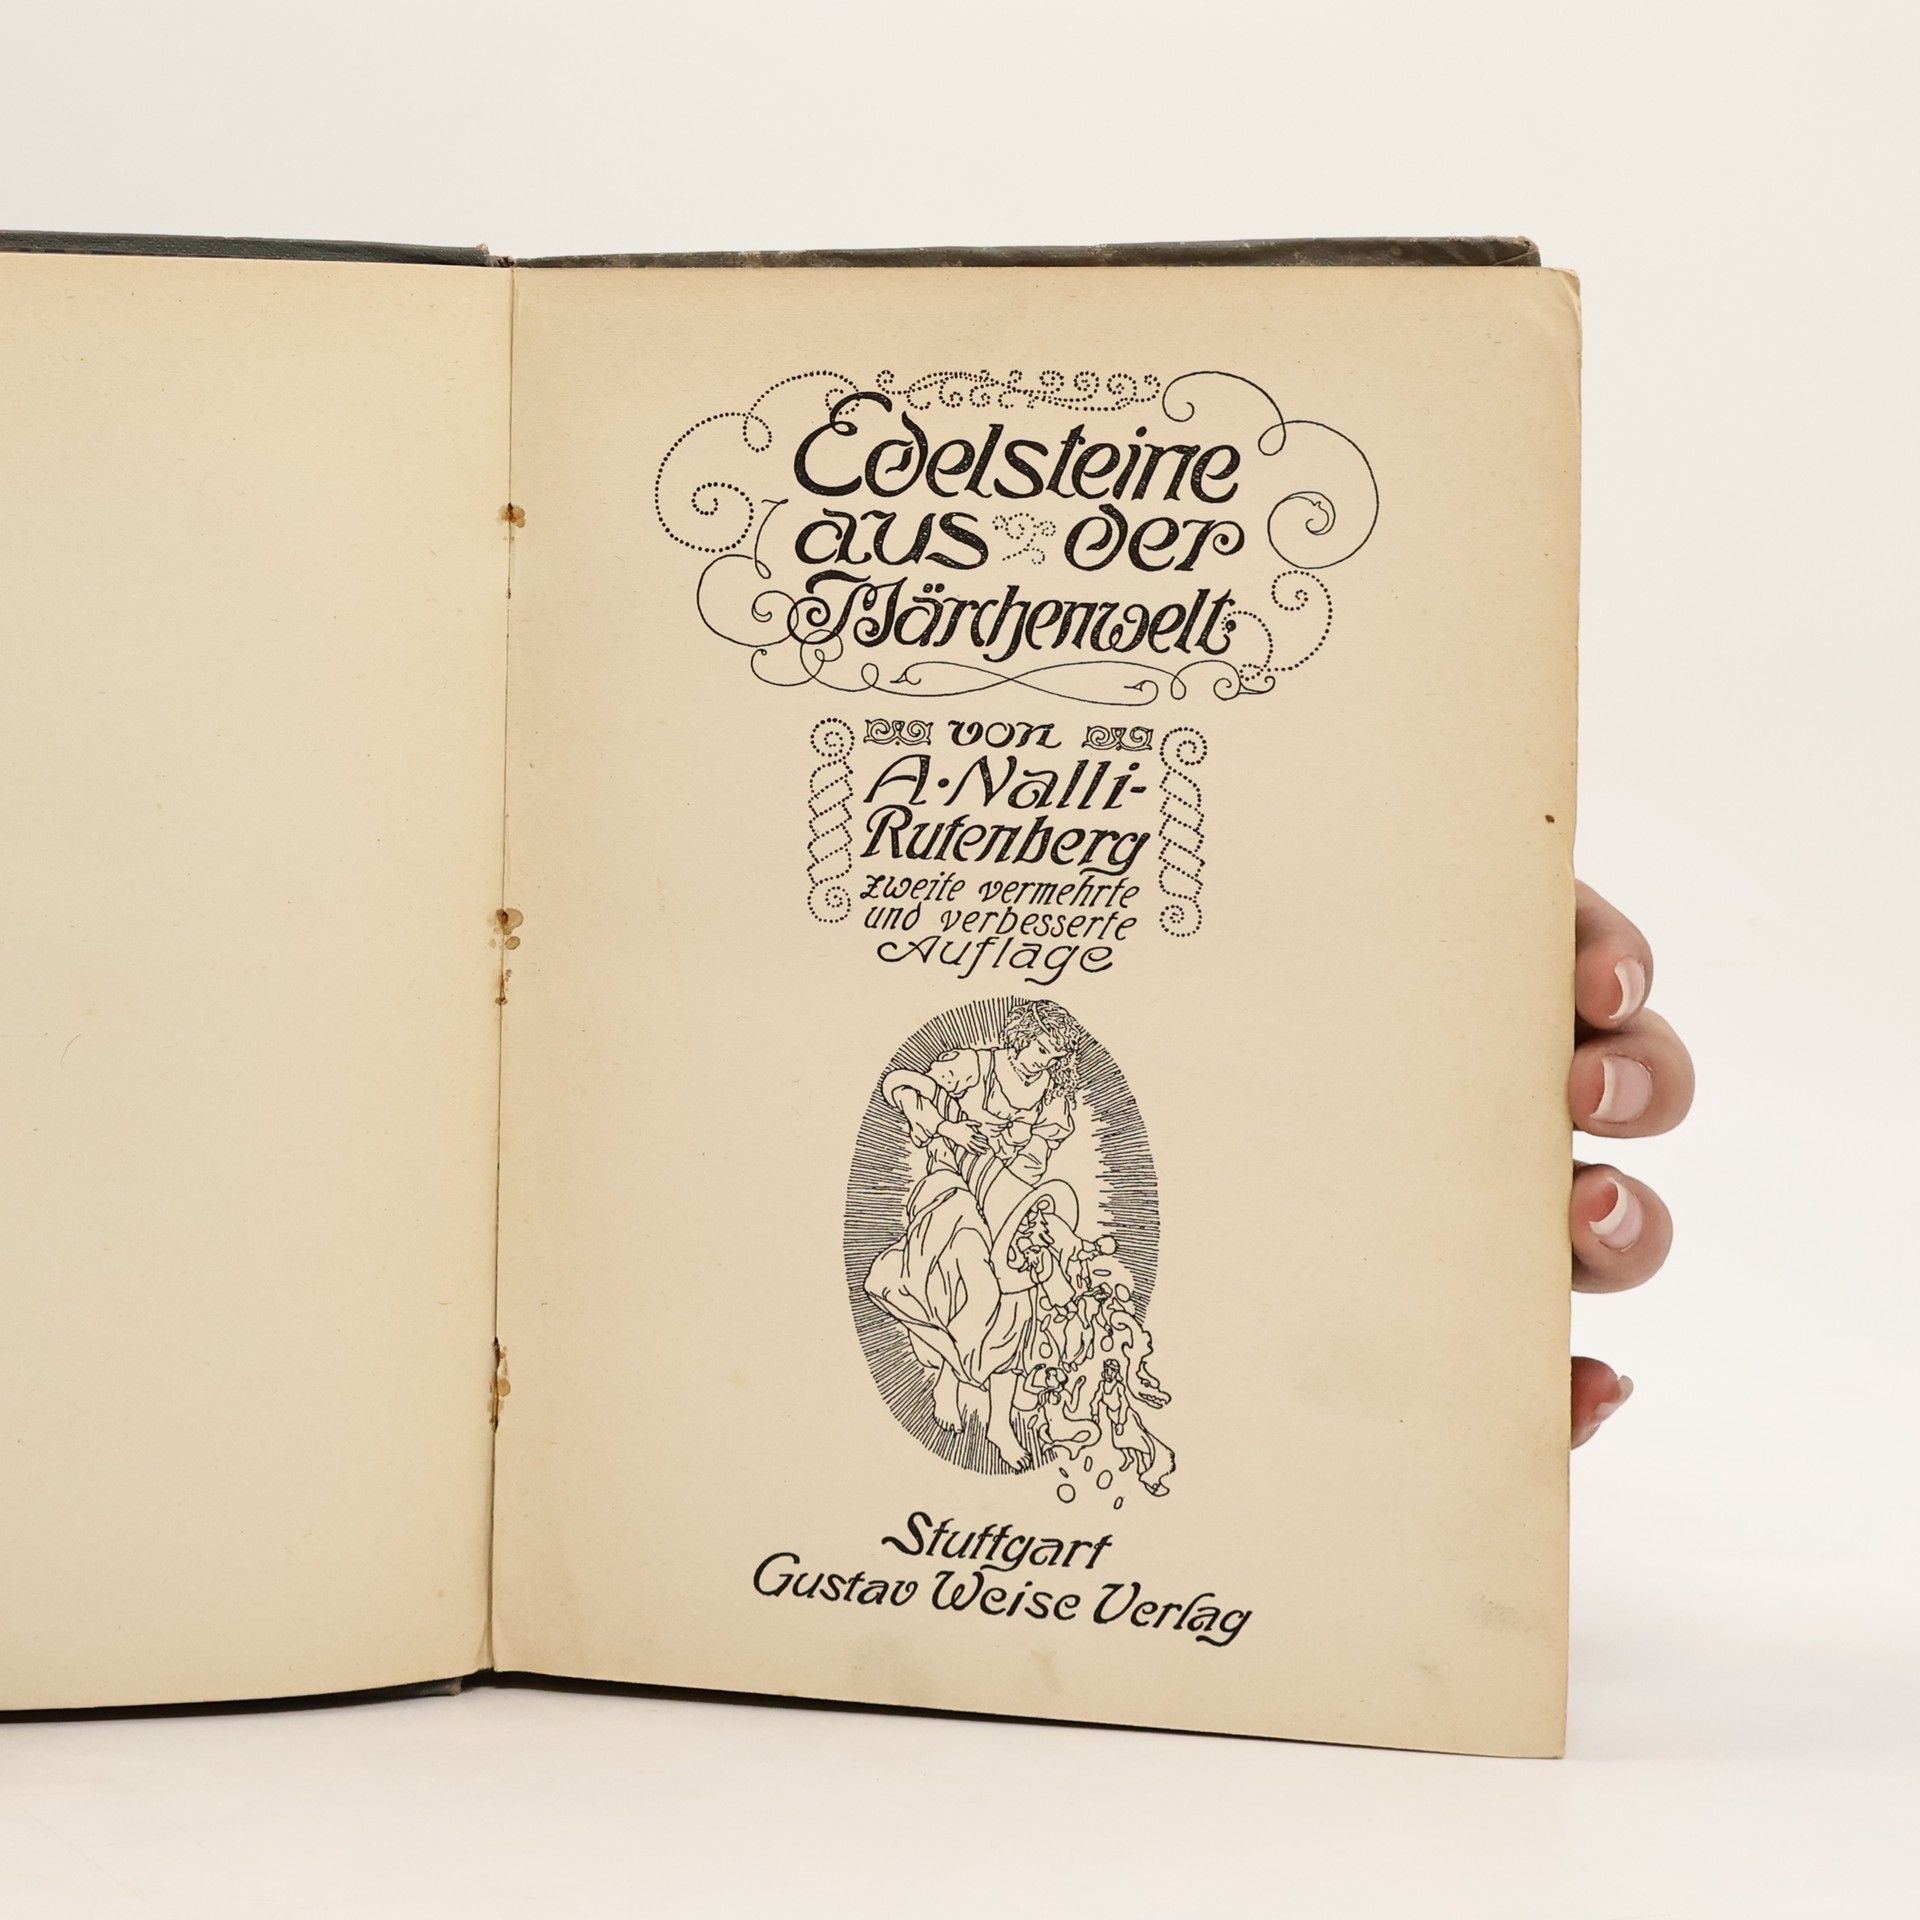 Edelsteine
aus der
Märchenwelt.
von
A. Nalli-
Rutenberg
zweite vermehrte
und verbesserte
Auflage
Stuttgart
Gustav Weise Verlag